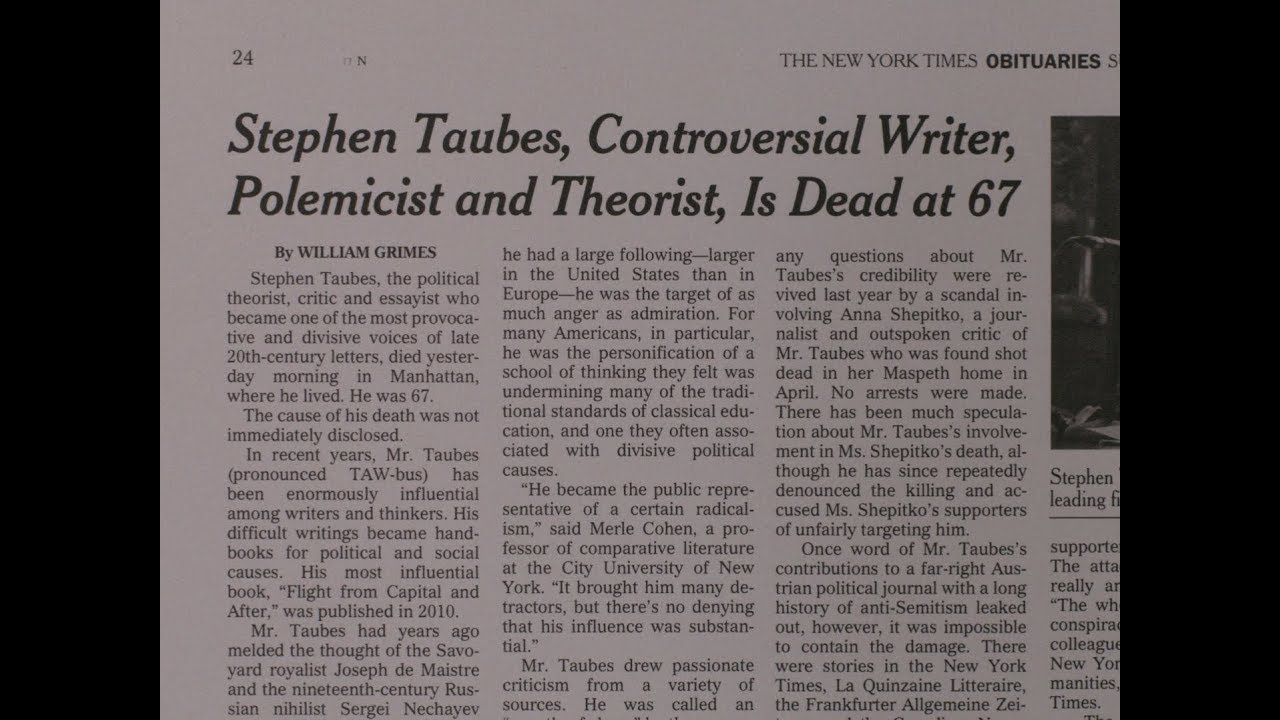 24
N
THE NEW YORK TIMES OBITUARIES
Stephen Taubes, Controversial Writer,
Polemicist and Theorist, Is Dead at 67
By WILLIAM GRIMES
Stephen Taubes, the political
theorist, critic and essayist who
became one of the most provoca-
tive and divisive voices of late
20th-century letters, died yester-
day morning in Manhattan,
where he lived. He was 67.
The cause of his death was not
immediately disclosed.
In recent years, Mr. Taubes
(pronounced TAW-bus) has
been enormously influential
among writers and thinkers. His
difficult writings became hand-
books for political and social
causes. His most influential
book, “Flight from Capital and
After,” was published in 2010.
Mr. Taubes had years ago
melded the thought of the Savo-
yard royalist Joseph de Maistre
and the nineteenth-century Rus-
sian nihilist Sergei Nechayev
he had a large following—larger
in the United States than in
Europe—he was the target of as
much anger as admiration. For
many Americans, in particular,
he was the personification of a
school of thinking they felt was
undermining many of the tradi-
tional standards of classical edu-
cation, and one they often asso-
ciated with divisive political
causes.
“He became the public repre-
sentative of a certain radical-
ism,” said Merle Cohen, a pro-
fessor of comparative literature
at the City University of New
York. “It brought him many de-
tractors, but there’s no denying
that his influence was substan-
tial.”
Mr. Taubes drew passionate
criticism from a variety of
sources. He was called an
any questions about Mr.
Taubes’s credibility were re-
vived last year by a scandal in-
volving Anna Shepitko, a jour-
nalist and outspoken critic of
Mr. Taubes who was found shot
dead in her Maspeth home in
April. No arrests were made.
There has been much specula-
tion about Mr. Taubes’s involve-
ment in Ms. Shepitko’s death, al-
though he has since repeatedly
denounced the killing and ac-
cused Ms. Shepitko’s supporters
of unfairly targeting him.
Once word of Mr. Taubes’s
contributions to a far-right Aus-
trian political journal with a long
history of anti-Semitism leaked
out, however, it was impossible
to contain the damage. There
were stories in the New York
Times, La Quinzaine Litteraire,
the Frankfurter Allgemeine Zei-
Stephen
leading
supporte
The atta
really
“The
conspirac
colleague
New Yor
manities,
Times.